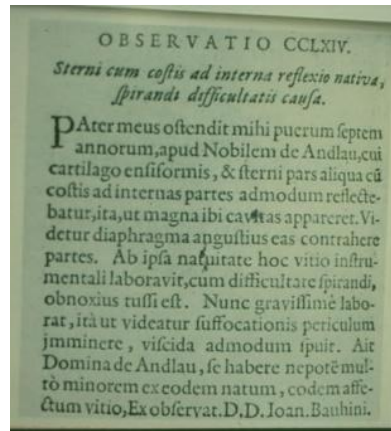 OBSERVATIO CCLXIV.
Sterni cum coſtis ad interna reflexio nativa,
ſpirandi difficultatis cauſa.
PAter meus oſtendit mihi puerum ſeptem
annorum, apud Nobilem de Andlau, cui
cartilago enſiformis, & ſterni pars aliqua cū
coſtis ad internas partes admodum reflecte-
batur, ita, ut magna ibi cavitas appareret. Vi-
detur diaphragma anguſtius eas contrahere
partes. Ab ipſa nativitate hoc vitio inſtru-
mentali laboravit, cum difficultate ſpirandi,
obnoxius tuſſi eſt. Nunc graviſſimè labo-
rat, ità ut videatur ſuffocationis periculum
imminere, viſcida admodum ſpuit. Ait
Domina de Andlau, ſe habere nepotē mul-
tò minorem ex eodem natum, eodem affe-
ctum vitio, Ex obſervat. D.D. Ioan. Bauhini.